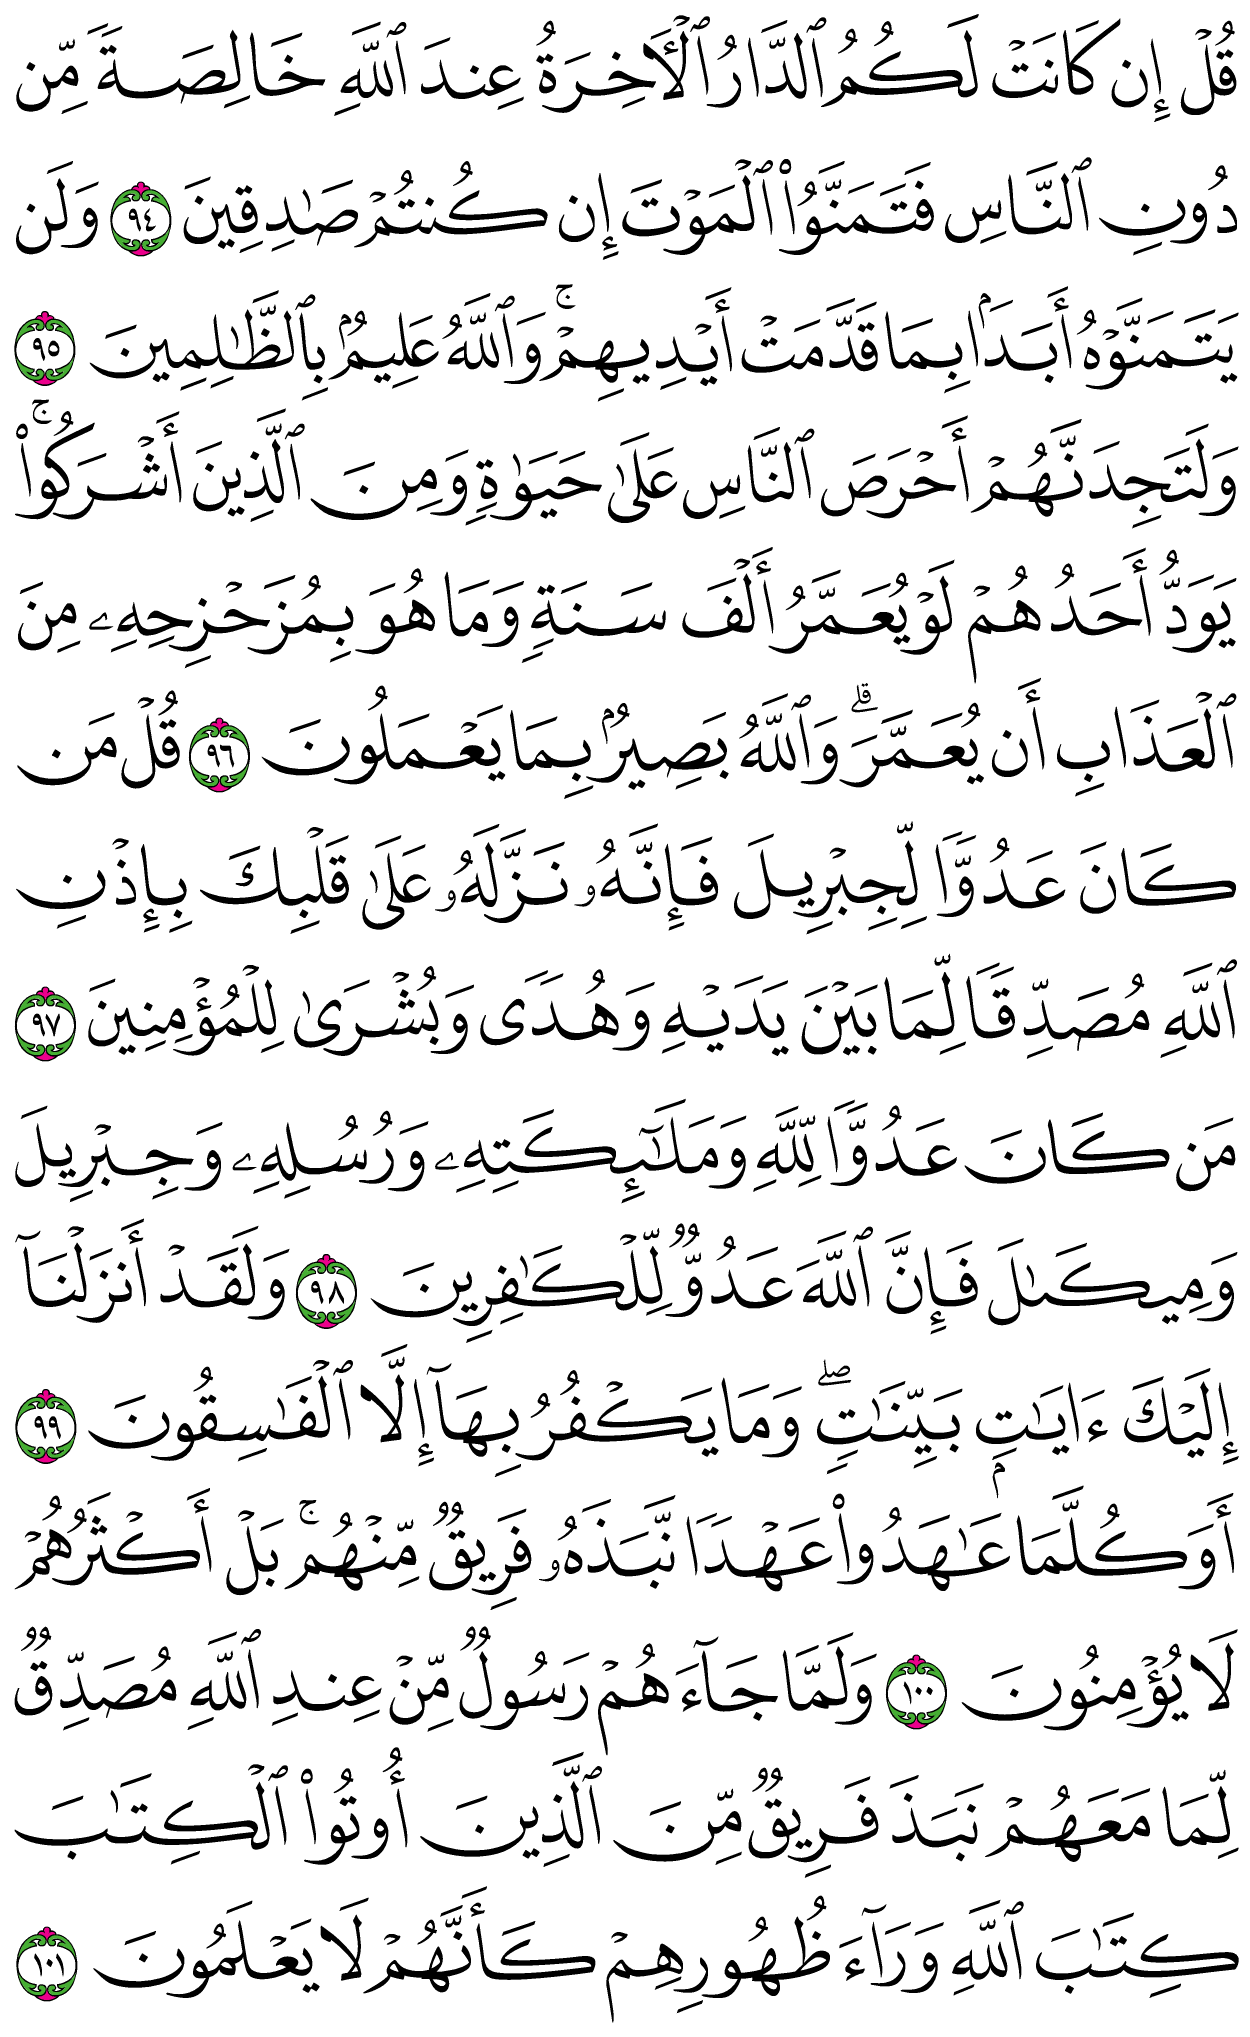 قُلۡ إِن كَانَتۡ لَكُمُ ٱلدَّارُ ٱلۡأٓخِرَةُ عِندَ ٱللَّهِ خَالِصَةٗ مِّن
دُونِ ٱلنَّاسِ فَتَمَنَّوُاْ ٱلۡمَوۡتَ إِن كُنتُمۡ صَٰدِقِينَ ٩٤ وَلَن
يَتَمَنَّوۡهُ أَبَدَۢا بِمَا قَدَّمَتۡ أَيۡدِيهِمۡۚ وَٱللَّهُ عَلِيمُۢ بِٱلظَّٰلِمِينَ ٩٥
وَلَتَجِدَنَّهُمۡ أَحۡرَصَ ٱلنَّاسِ عَلَىٰ حَيَوٰةٖ وَمِنَ ٱلَّذِينَ أَشۡرَكُواْۚ
يَوَدُّ أَحَدُهُمۡ لَوۡ يُعَمَّرُ أَلۡفَ سَنَةٖ وَمَا هُوَ بِمُزَحۡزِحِهِۦ مِنَ
ٱلۡعَذَابِ أَن يُعَمَّرَۗ وَٱللَّهُ بَصِيرُۢ بِمَا يَعۡمَلُونَ ٩٦ قُلۡ مَن
كَانَ عَدُوّٗا لِّجِبۡرِيلَ فَإِنَّهُۥ نَزَّلَهُۥ عَلَىٰ قَلۡبِكَ بِإِذۡنِ
ٱللَّهِ مُصَدِّقٗا لِّمَا بَيۡنَ يَدَيۡهِ وَهُدٗى وَبُشۡرَىٰ لِلۡمُؤۡمِنِينَ ٩٧
مَن كَانَ عَدُوّٗا لِّلَّهِ وَمَلَٰٓئِكَتِهِۦ وَرُسُلِهِۦ وَجِبۡرِيلَ
وَمِيكَىٰلَ فَإِنَّ ٱللَّهَ عَدُوّٞ لِّلۡكَٰفِرِينَ ٩٨ وَلَقَدۡ أَنزَلۡنَآ
إِلَيۡكَ ءَايَٰتِۭ بَيِّنَٰتٖۖ وَمَا يَكۡفُرُ بِهَآ إِلَّا ٱلۡفَٰسِقُونَ ٩٩
أَوَكُلَّمَا عَٰهَدُواْ عَهۡدٗا نَّبَذَهُۥ فَرِيقٞ مِّنۡهُمۚ بَلۡ أَكۡثَرُهُمۡ
لَا يُؤۡمِنُونَ ١٠٠ وَلَمَّا جَآءَهُمۡ رَسُولٞ مِّنۡ عِندِ ٱللَّهِ مُصَدِّقٞ
لِّمَا مَعَهُمۡ نَبَذَ فَرِيقٞ مِّنَ ٱلَّذِينَ أُوتُواْ ٱلۡكِتَٰبَ
كِتَٰبَ ٱللَّهِ وَرَآءَ ظُهُورِهِمۡ كَأَنَّهُمۡ لَا يَعۡلَمُونَ ١٠١